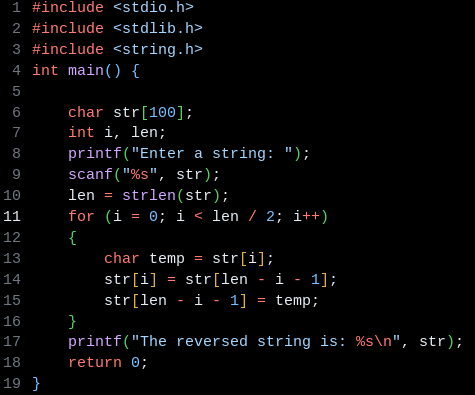 1 #include <stdio.h>
2 #include <stdlib.h>
3 #include <string.h>
4 int main() {
5
6     char str[100];
7     int i, len;
8     printf("Enter a string: ");
9     scanf("%s", str);
10     len = strlen(str);
11     for (i = 0; i < len / 2; i++)
12     {
13         char temp = str[i];
14         str[i] = str[len - i - 1];
15         str[len - i - 1] = temp;
16     }
17     printf("The reversed string is: %s\n", str);
18     return 0;
19 }